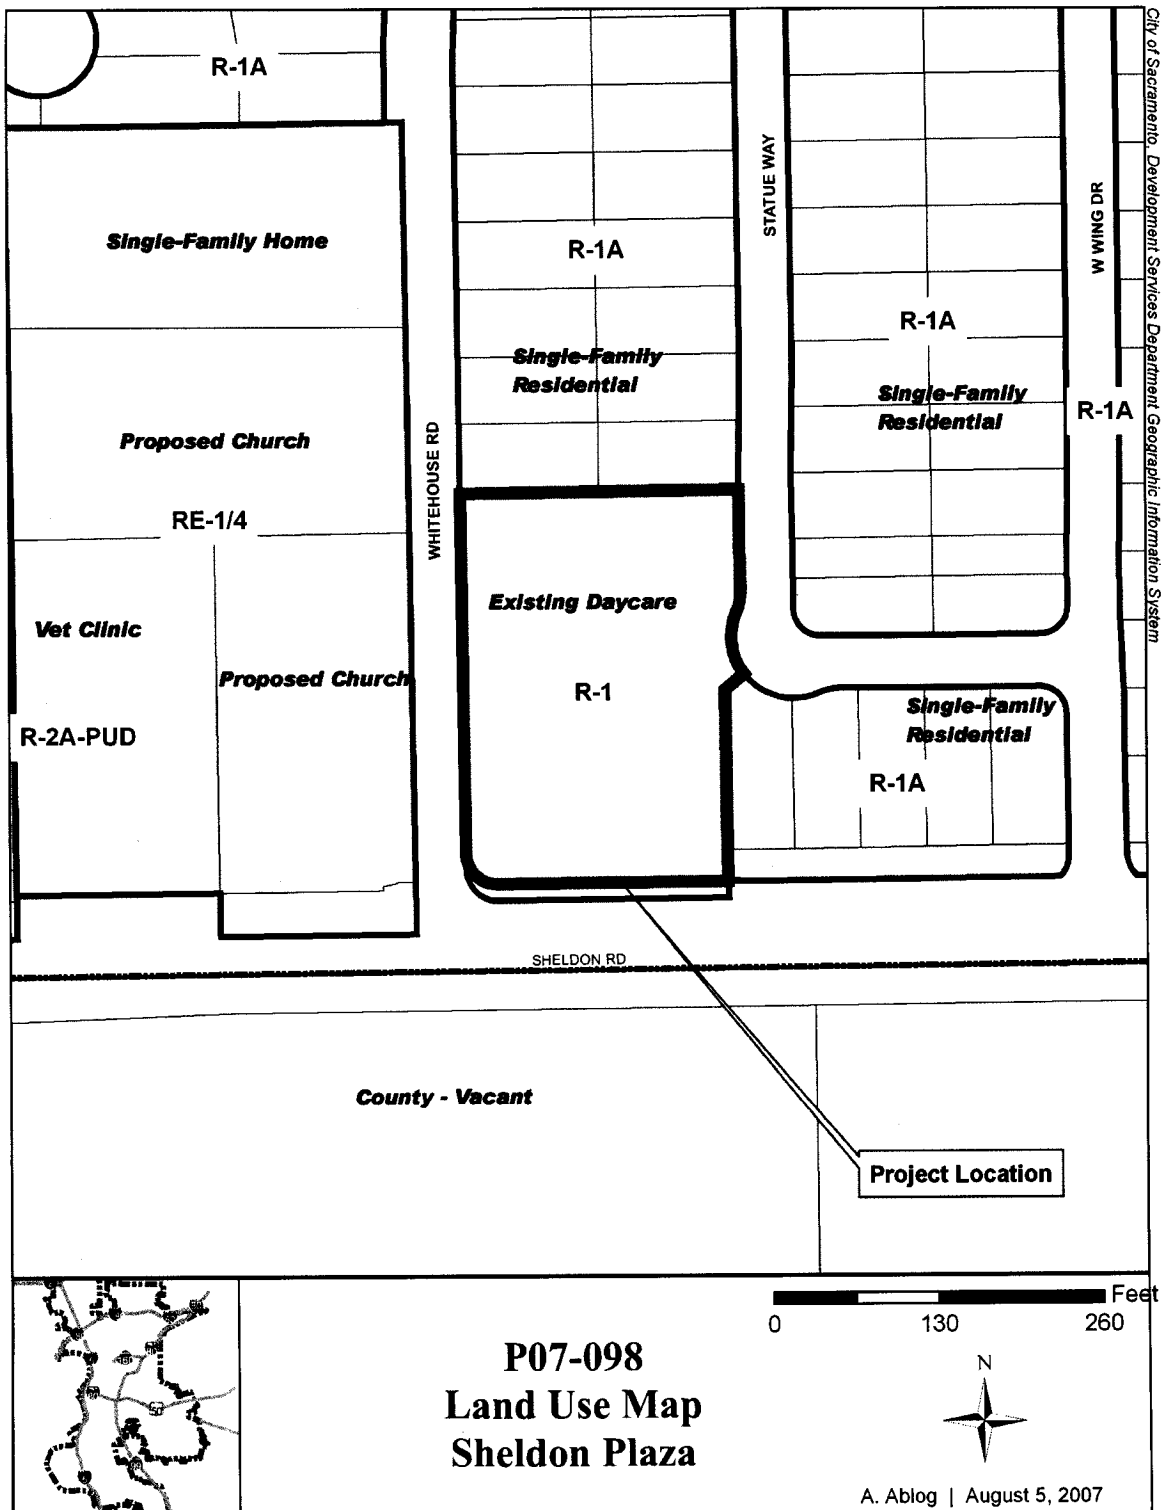 City of Sacramento, Development Services Department Geographic Information System
R-1A
STATUE WAY
W WING DR
Single-Family Home
R-1A
R-1A
Single-Family
Residential
Single-Family
Residential
R-1A
Proposed Church
WHITEHOUSE RD
RE-1/4
Existing Daycare
Vet Clinic
Proposed Church
R-1
Single-Family
Residential
R-2A-PUD
R-1A
SHELDON RD
County - Vacant
Project Location
Feet
0 130 260
P07-098
Land Use Map
Sheldon Plaza
N
A. Ablog | August 5, 2007